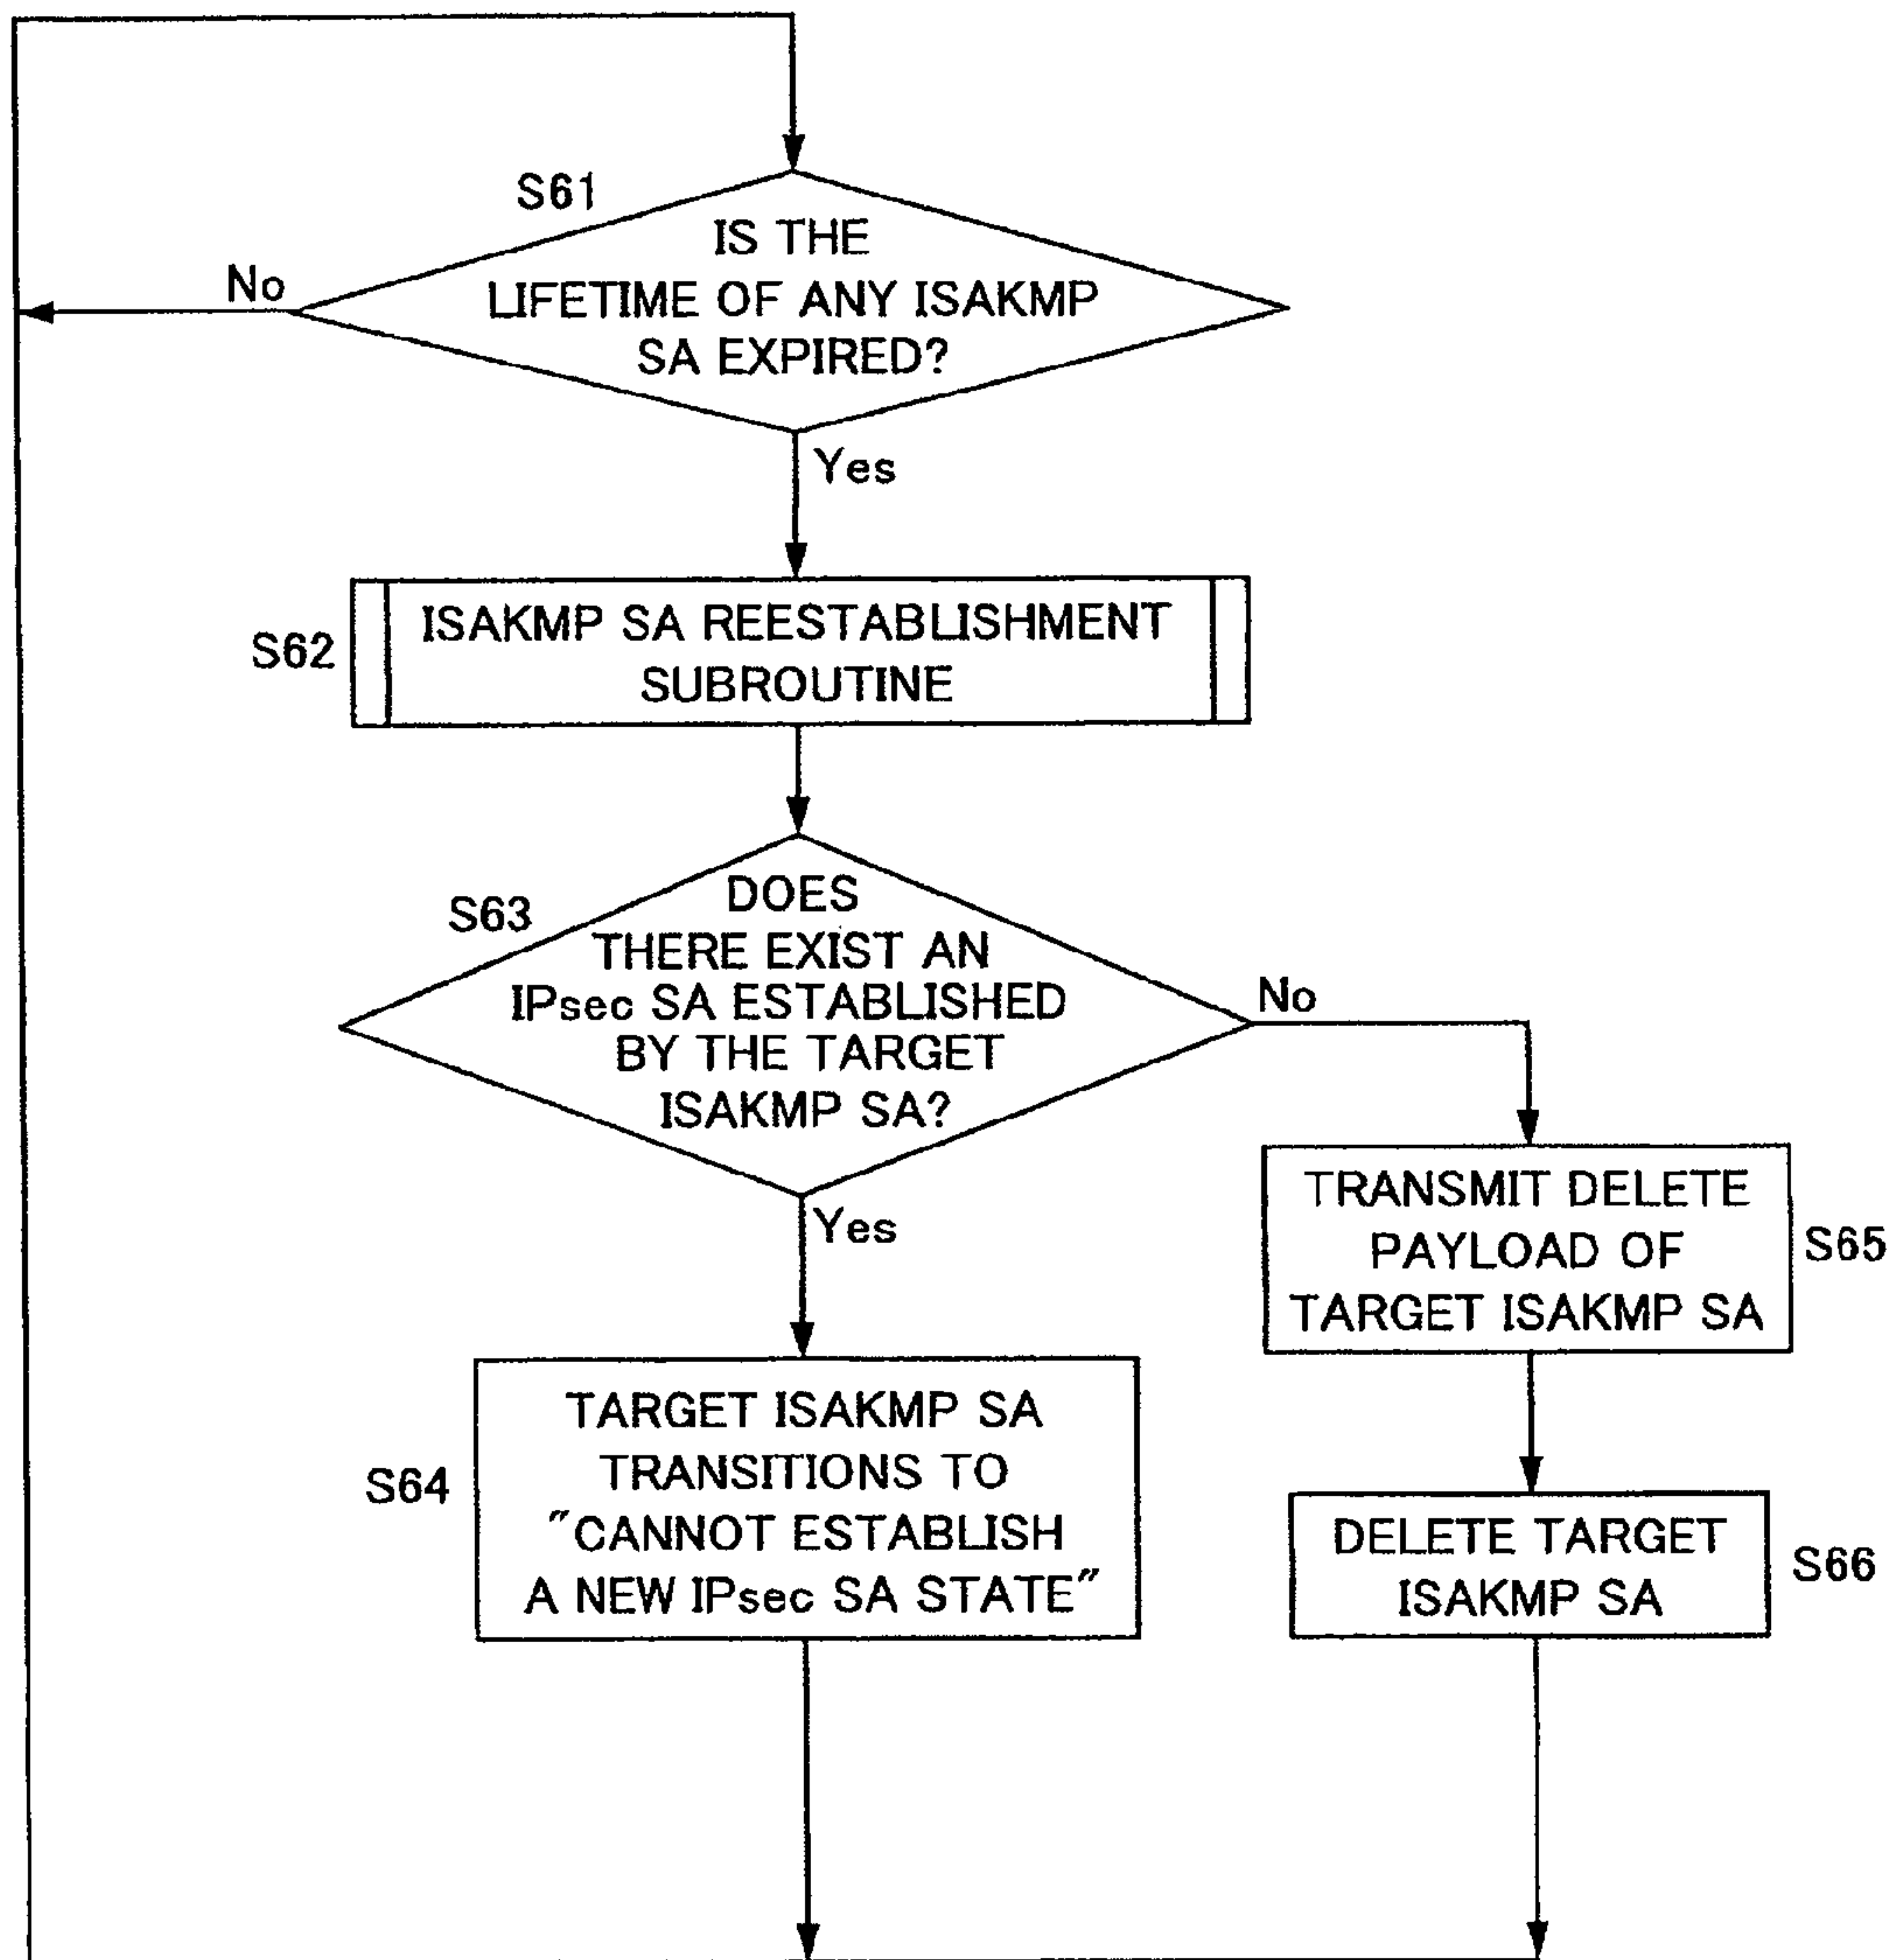 S61
IS THE
LIFETIME OF ANY ISAKMP
SA EXPIRED?
No
Yes
S62
ISAKMP SA REESTABLISHMENT
SUBROUTINE
S63
DOES
THERE EXIST AN
IPsec SA ESTABLISHED
BY THE TARGET
ISAKMP SA?
No
Yes
TRANSMIT DELETE
PAYLOAD OF
TARGET ISAKMP SA
S65
S64
TARGET ISAKMP SA
TRANSITIONS TO
"CANNOT ESTABLISH
A NEW IPsec SA STATE"
DELETE TARGET
ISAKMP SA
S66